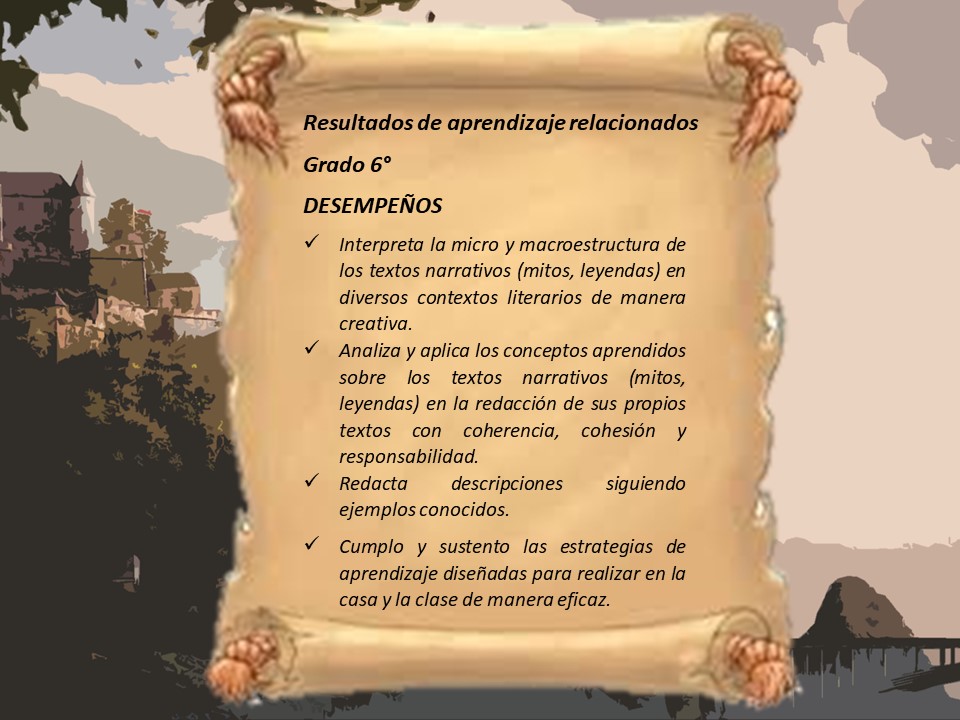 Resultados de aprendizaje relacionados
Grado 6°
DESEMPEÑOS
✓ Interpreta la micro y macroestructura de
los textos narrativos (mitos, leyendas) en
diversos contextos literarios de manera
creativa.
✓ Analiza y aplica los conceptos aprendidos
sobre los textos narrativos (mitos,
leyendas) en la redacción de sus propios
textos con coherencia, cohesión y
responsabilidad.
✓ Redacta descripciones siguiendo
ejemplos conocidos.
✓ Cumplo y sustento las estrategias de
aprendizaje diseñadas para realizar en la
casa y la clase de manera eficaz.